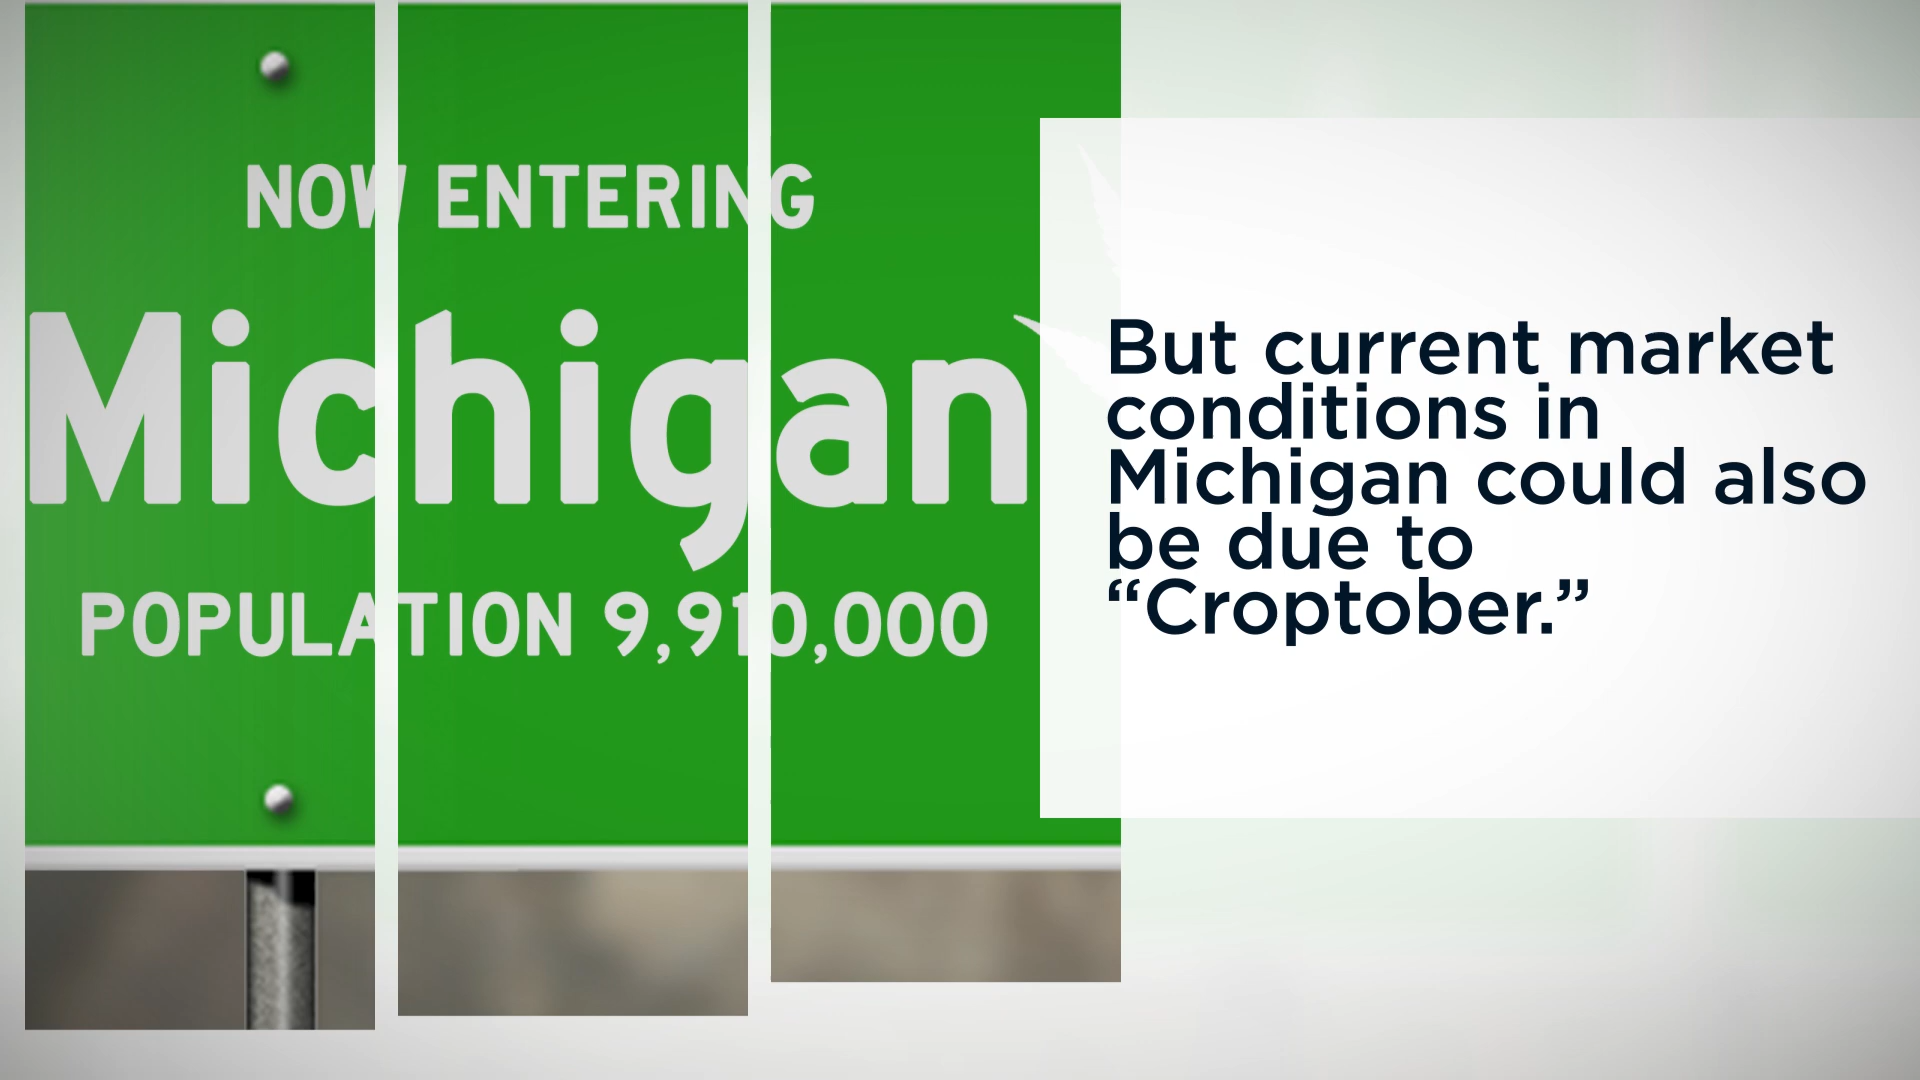 NOW ENTERING
Michigan
POPULATION 9,910,000
But current market
conditions in
Michigan could also
be due to
“Croptober.”